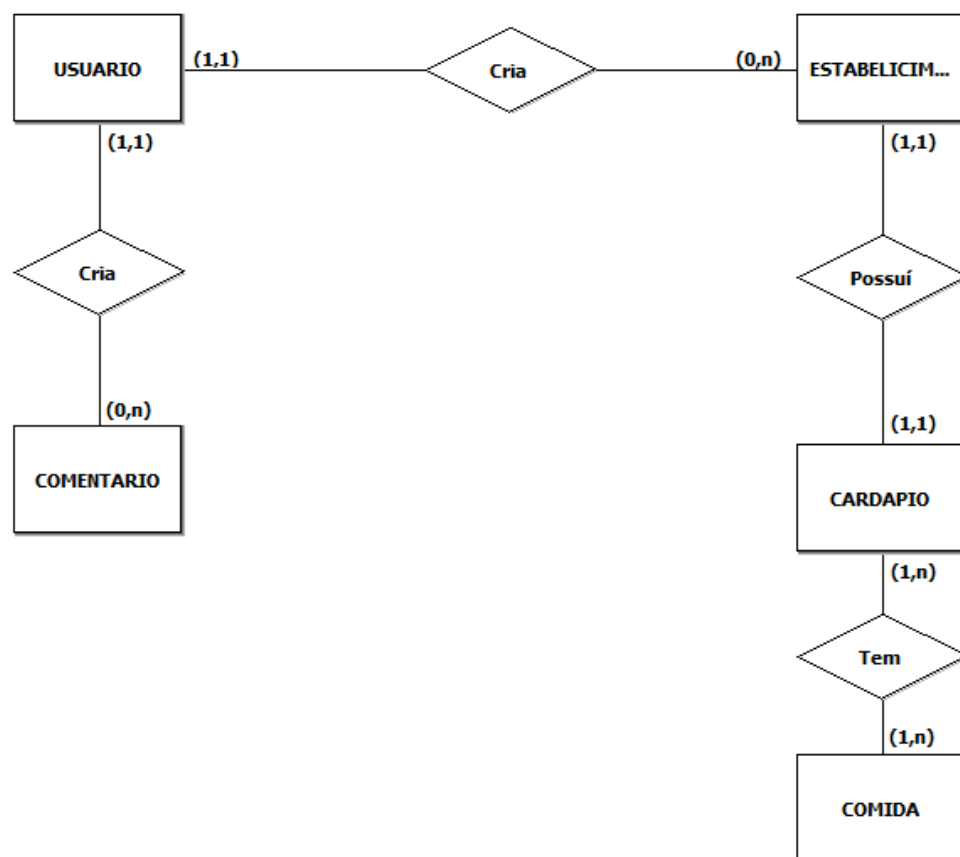 USUARIO
(1,1)
Cria
(0,n)
ESTABELICIM...
(1,1)
(1,1)
Cria
Possuí
(0,n)
(1,1)
COMENTARIO
CARDAPIO
(1,n)
Tem
(1,n)
COMIDA